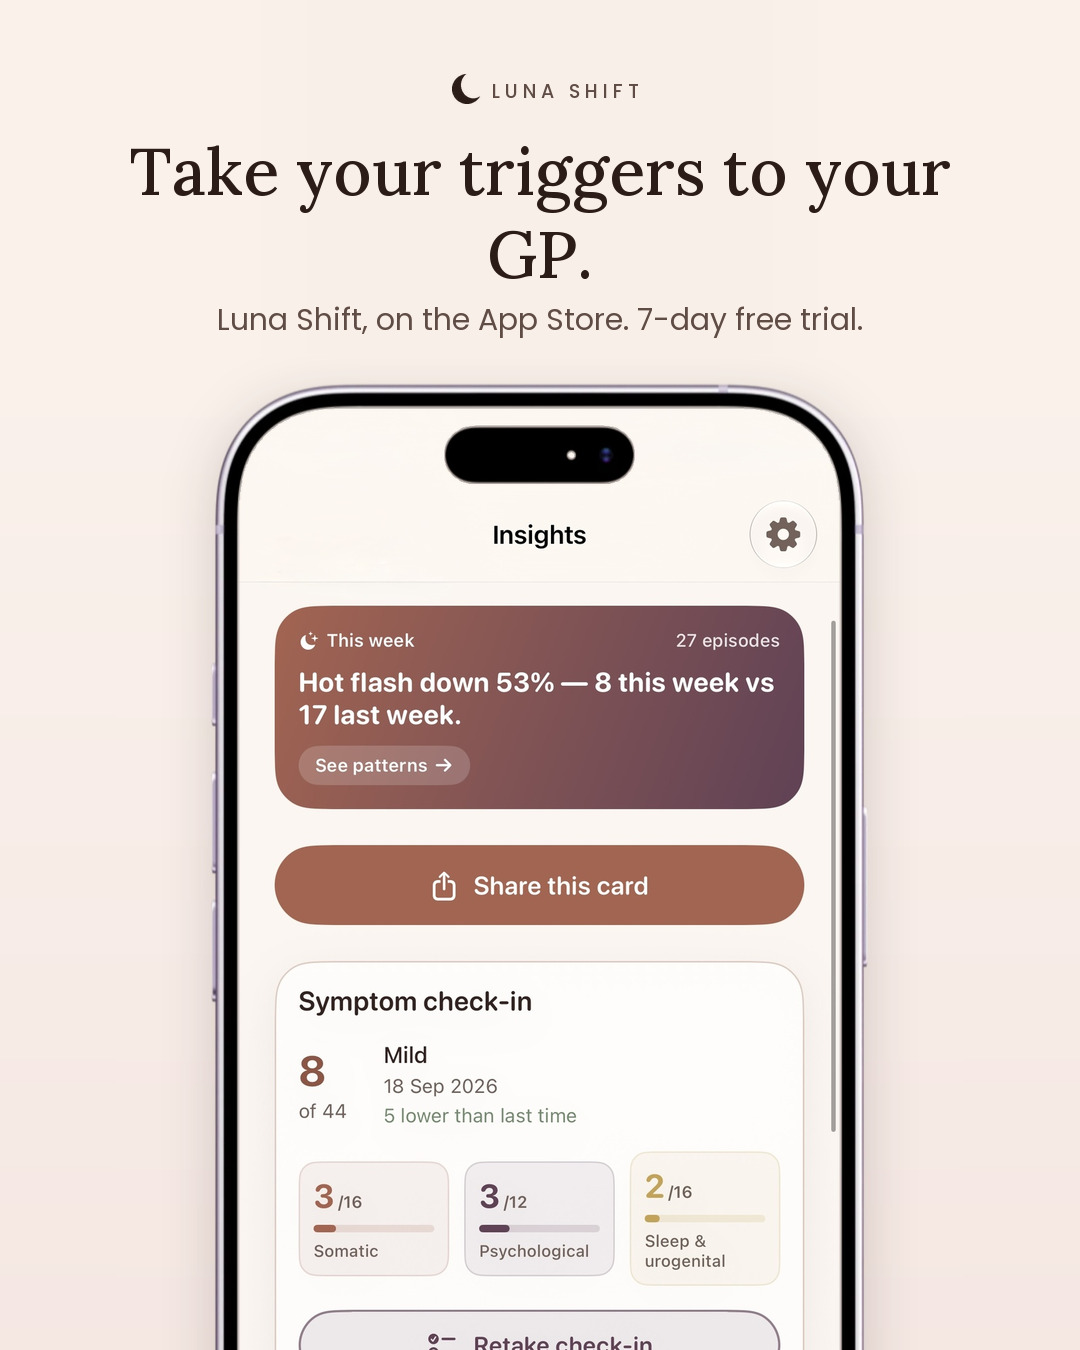 LUNA SHIFT
Take your triggers to your
GP.
Luna Shift, on the App Store. 7-day free trial.
Insights
This week
27 episodes
Hot flash down 53% — 8 this week vs
17 last week.
See patterns →
Share this card
Symptom check-in
8
of 44
Mild
18 Sep 2026
5 lower than last time
3 /16
Somatic
3 /12
Psychological
2 /16
Sleep &
urogenital
Retake check-in